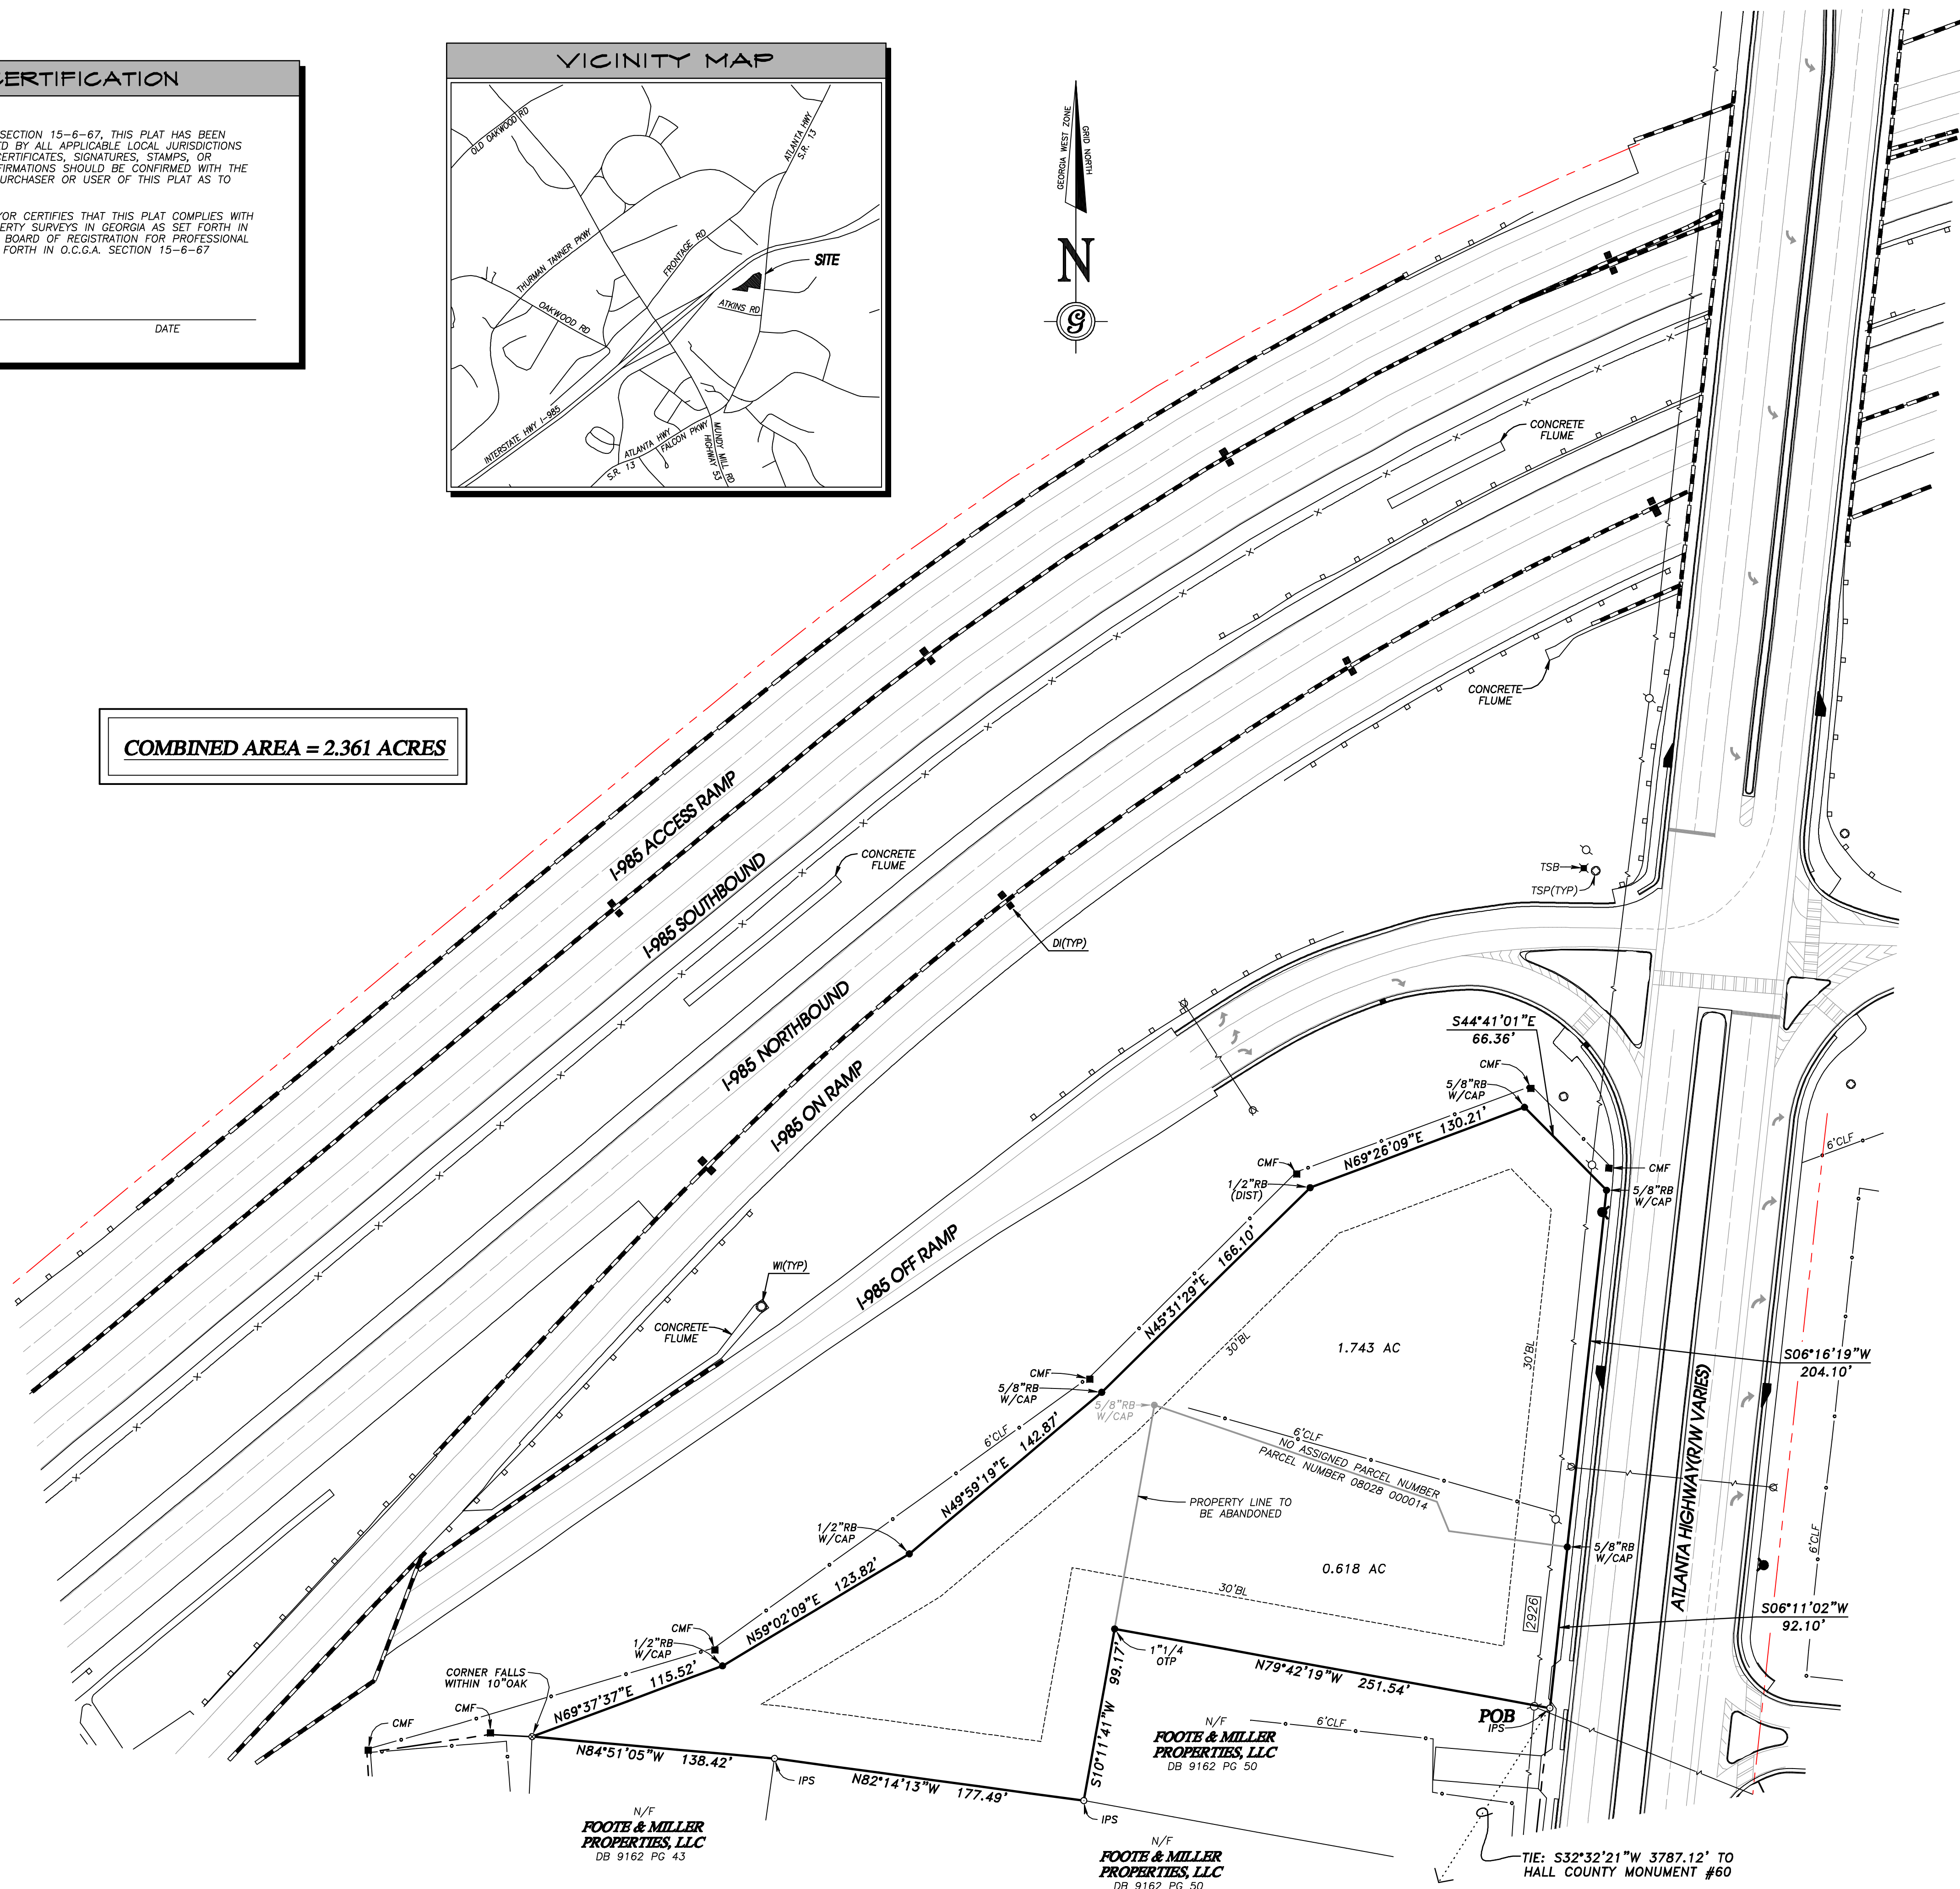 CERTIFICATION
SECTION 15-6-67, THIS PLAT HAS BEEN
ED BY ALL APPLICABLE LOCAL JURISDICTIONS
CERTIFICATES, SIGNATURES, STAMPS, OR
FIRMATIONS SHOULD BE CONFIRMED WITH THE
URCHASER OR USER OF THIS PLAT AS TO
YOR CERTIFIES THAT THIS PLAT COMPLIES WITH
ERTY SURVEYS IN GEORGIA AS SET FORTH IN
BOARD OF REGISTRATION FOR PROFESSIONAL
FORTH IN O.C.G.A. SECTION 15-6-67
DATE
VICINITY MAP
OLD OAKWOOD RD
ATLANTA HWY
S.R. 13
THURMAN TANNER PKWY
FRONTAGE RD
SITE
ATKINS RD
OAKWOOD RD
INTERSTATE HWY I-985
ATLANTA HWY
S.R. 13
FALCON PKWY
MUNDY MILL RD
HIGHWAY 53
GEORGIA WEST ZONE
GRID NORTH
N
G
COMBINED AREA = 2.361 ACRES
CONCRETE
FLUME
CONCRETE
FLUME
I-985 ACCESS RAMP
I-985 SOUTHBOUND
CONCRETE
FLUME
TSB
TSP(TYP)
DI(TYP)
I-985 NORTHBOUND
I-985 ON RAMP
S44°41'01"E
66.36'
CMF
5/8"RB
W/CAP
N69°26'09"E 130.21'
CMF
1/2"RB
(DIST)
CMF
5/8"RB
W/CAP
6'CLF
I-985 OFF RAMP
WI(TYP)
CONCRETE
FLUME
N45°31'29"E 166.10'
30'BL
1.743 AC
30'BL
S06°16'19"W
204.10'
CMF
5/8"RB
W/CAP
5/8"RB
W/CAP
6'CLF
N49°59'19"E 142.87'
6'CLF
NO ASSIGNED PARCEL NUMBER
PARCEL NUMBER 08028 000014
PROPERTY LINE TO
BE ABANDONED
ATLANTA HIGHWAY(R/W VARIES)
6'CLF
1/2"RB
W/CAP
5/8"RB
W/CAP
0.618 AC
30'BL
N59°02'09"E 123.82'
2926
S06°11'02"W
92.10'
CMF
1/2"RB
W/CAP
1"1/4
OTP
N79°42'19"W 251.54'
CORNER FALLS
WITHIN 10"OAK
N69°37'37"E 115.52'
CMF
CMF
S10°11'41"W 99.17'
POB
IPS
N/F
FOOTE & MILLER
PROPERTIES, LLC
DB 9162 PG 50
6'CLF
N84°51'05"W 138.42'
IPS
N82°14'13"W 177.49'
IPS
N/F
FOOTE & MILLER
PROPERTIES, LLC
DB 9162 PG 43
N/F
FOOTE & MILLER
PROPERTIES, LLC
DB 9162 PG 50
TIE: S32°32'21"W 3787.12' TO
HALL COUNTY MONUMENT #60